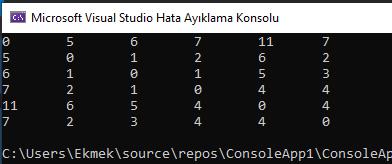 Microsoft Visual Studio Hata Ayıklama Konsolu
0 5 6 7 11 7
5 0 1 2 6 2
6 1 0 1 5 3
7 2 1 0 4 4
11 6 5 4 0 4
7 2 3 4 4 0
C:\Users\Ekmek\source\repos\ConsoleApp1\ConsoleAp